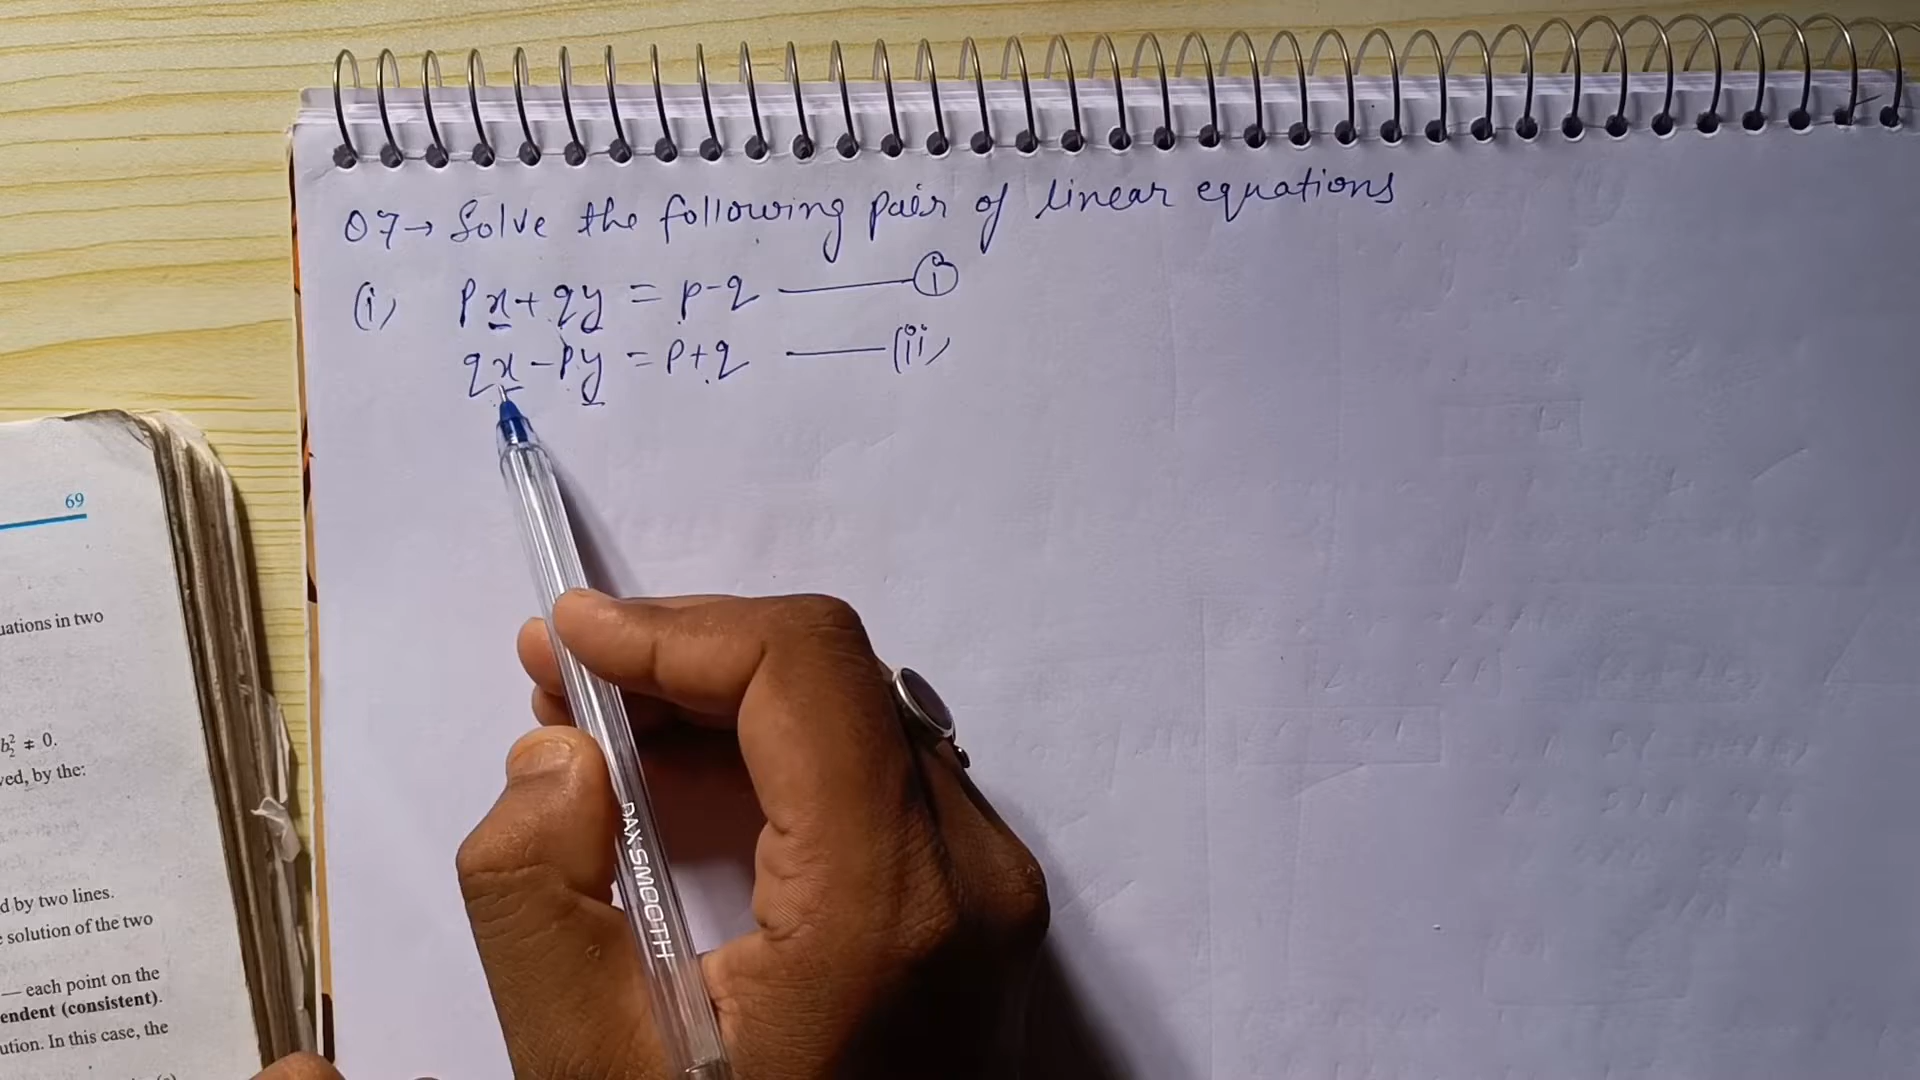 Q7→ Solve the following pair of linear equations
(i) px+qy = p-q —— (i)
qx-py = p+q —— (ii)
69
uations in two
b₂² ≠ 0.
ved, by the:
d by two lines.
solution of the two
— each point on the
endent (consistent).
ution. In this case, the
DAX SMOOTH